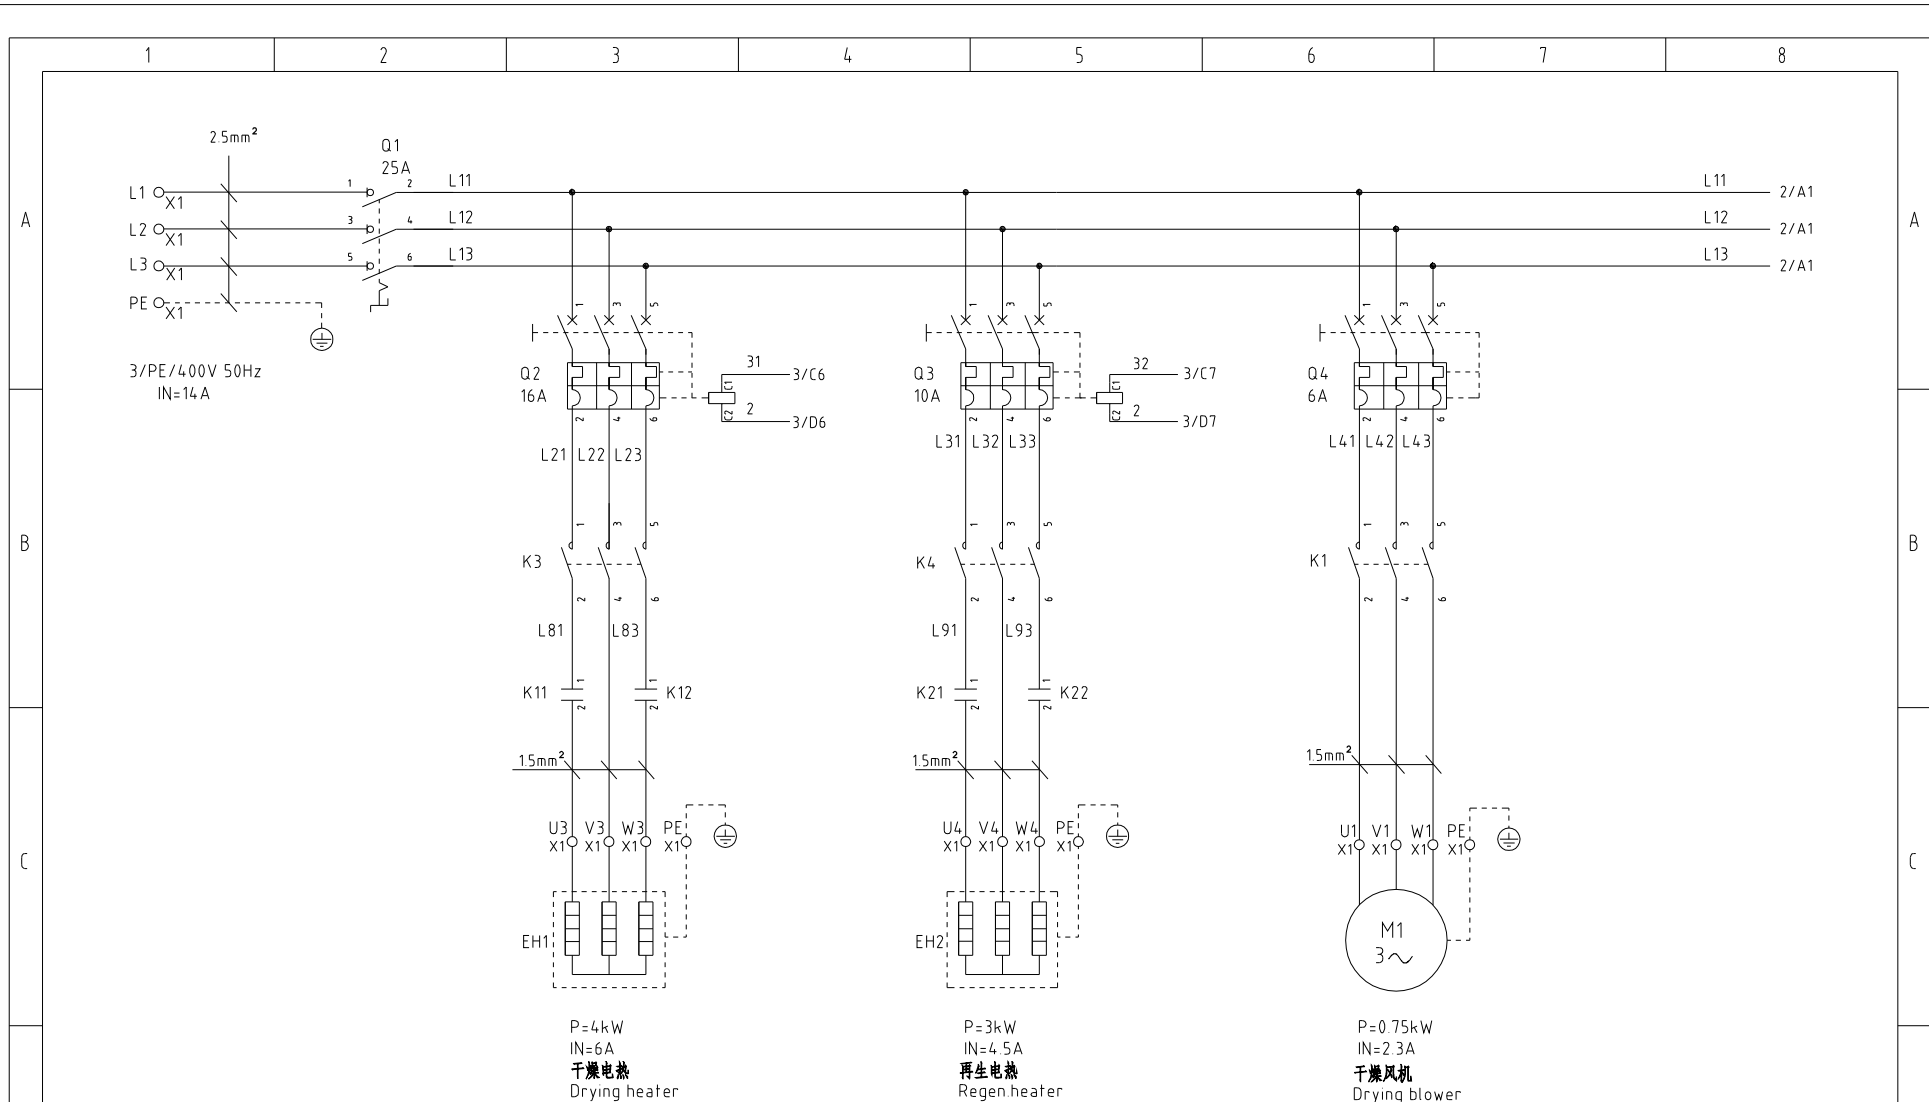 1 2 3 4 5 6 7 8
2.5mm²
Q1
25A
L1 X1 1 2 L11 L11 2/A1
A L2 X1 3 4 L12 L12 2/A1 A
L3 X1 5 6 L13 L13 2/A1
PE X1
1 3 5 1 3 5 1 3 5
3/PE/400V 50Hz
IN=14A
Q2
16A
31
3/C6
C1
C2
2
3/D6
Q3
10A
32
3/C7
C1
C2
2
3/D7
Q4
6A
2 4 6 2 4 6 2 4 6
L21 L22 L23 L31 L32 L33 L41 L42 L43
1 3 5 1 3 5 1 3 5
B B
K3 K4 K1
2 4 6 2 4 6 2 4 6
L81 L83 L91 L93
1 1 1 1
K11 K12 K21 K22
2 2 2 2
1.5mm² 1.5mm² 1.5mm²
U3 V3 W3 PE U4 V4 W4 PE U1 V1 W1 PE
X1 X1 X1 X1 X1 X1 X1 X1 X1 X1 X1 X1
C C
EH1 EH2 M1
3~
P=4kW
IN=6A
干燥电热
Drying heater
P=3kW
IN=4.5A
再生电热
Regen.heater
P=0.75kW
IN=2.3A
干燥风机
Drying blower